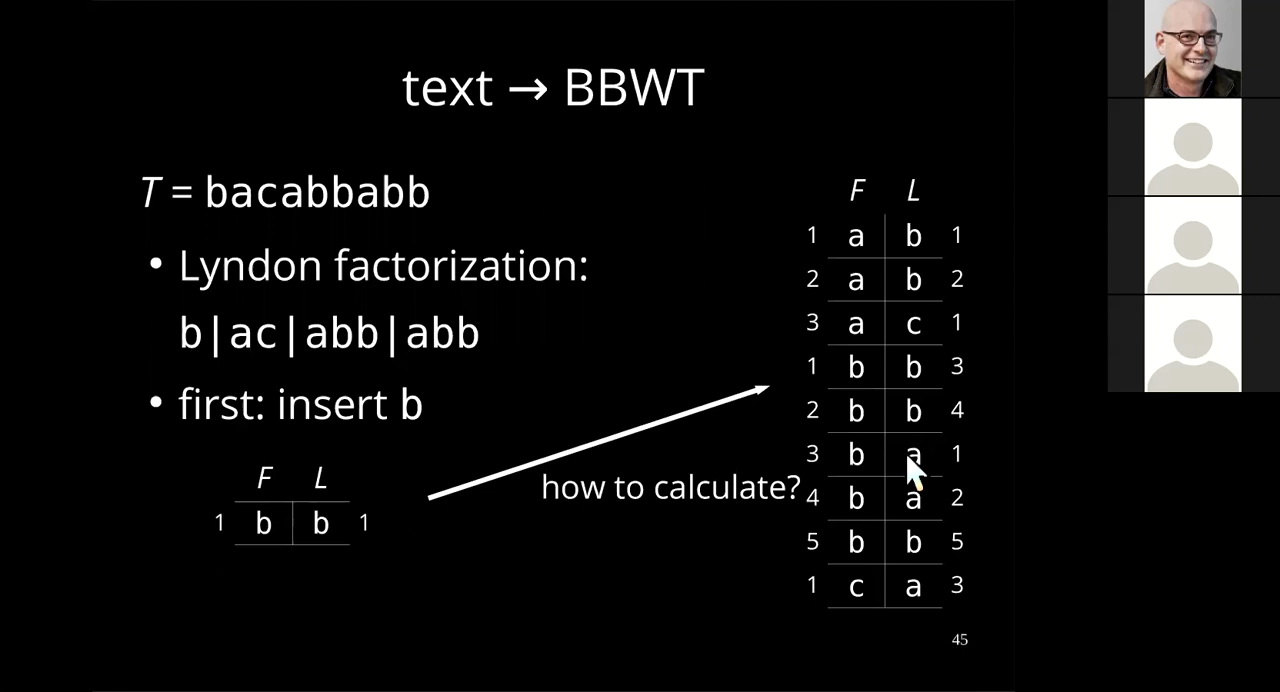 text → BBWT
T = bacabbabb
• Lyndon factorization:
b|ac|abb|abb
• first: insert b
F L
1 b b 1
how to calculate?
F L
1 a b 1
2 a b 2
3 a c 1
1 b b 3
2 b b 4
3 b a 1
4 b a 2
5 b b 5
1 c a 3
45